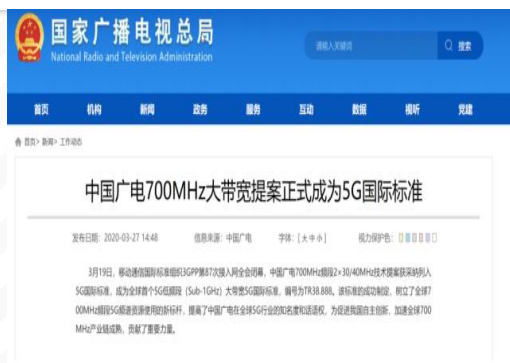 国家广播电视总局
National Radio and Television Administration
请输入关键词
搜索
首页 机构 新闻 政务 服务 互动 数据 视听 党建
首页> 新闻> 工作动态
中国广电700MHz大带宽提案正式成为5G国际标准
发布日期：2020-03-27 14:48 信息来源：中国广电 字体：[大 中 小] 视力保护色：
3月19日，移动通信国际标准组织3GPP第87次接入网全会闭幕，中国广电700MHz频段2×30/40MHz技术提案获采纳列入
5G国际标准，成为全球首个5G低频段（Sub-1GHz）大带宽5G国际标准，编号为TR38.888。该标准的成功制定，树立了全球7
00MHz频段5G频谱资源使用的新标杆，提高了中国广电在全球5G行业的知名度和话语权，为促进我国自主创新、加速全球700
MHz产业链成熟，贡献了重要力量。